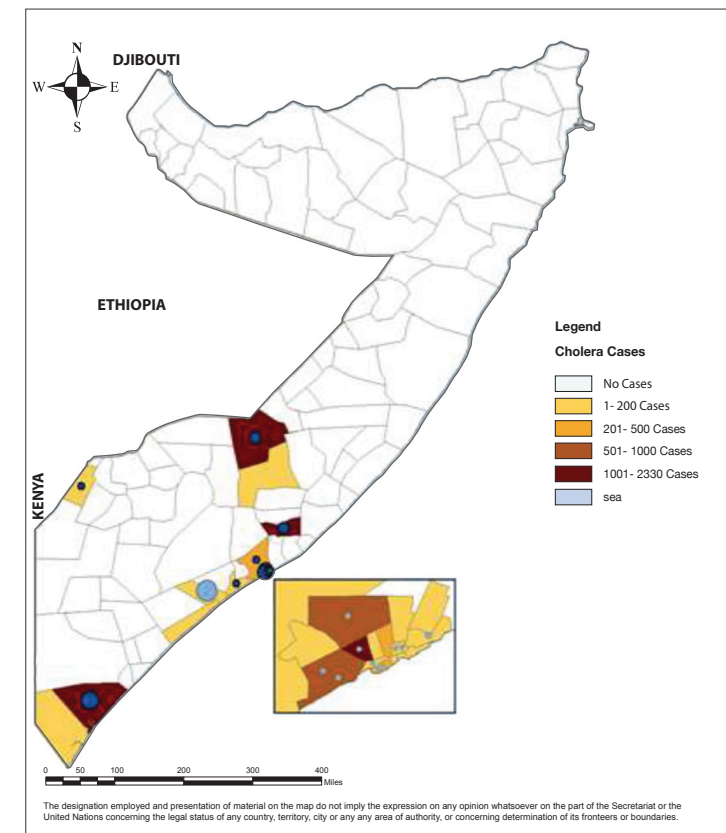 DJIBOUTI
N
W E
S
ETHIOPIA
KENYA
Legend
Cholera Cases
No Cases
1- 200 Cases
201- 500 Cases
501- 1000 Cases
1001- 2330 Cases
sea
0 50 100 200 300 400
Miles
The designation employed and presentation of material on the map do not imply the expression on any opinion whatsoever on the part of the Secretariat or the
United Nations concerning the legal status of any country, territory, city or any any area of authority, or concerning determination of its fronteers or boundaries.